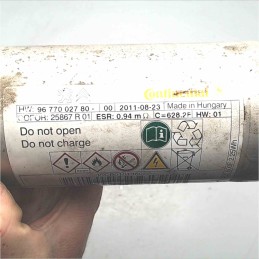 Continental
HW: 96 770 027 80 - 00 2011-08-23 Made in Hungary
25867 R 01 ESR: 0.94 mΩ C=628.2F HW: 01
Do not open
Do not charge